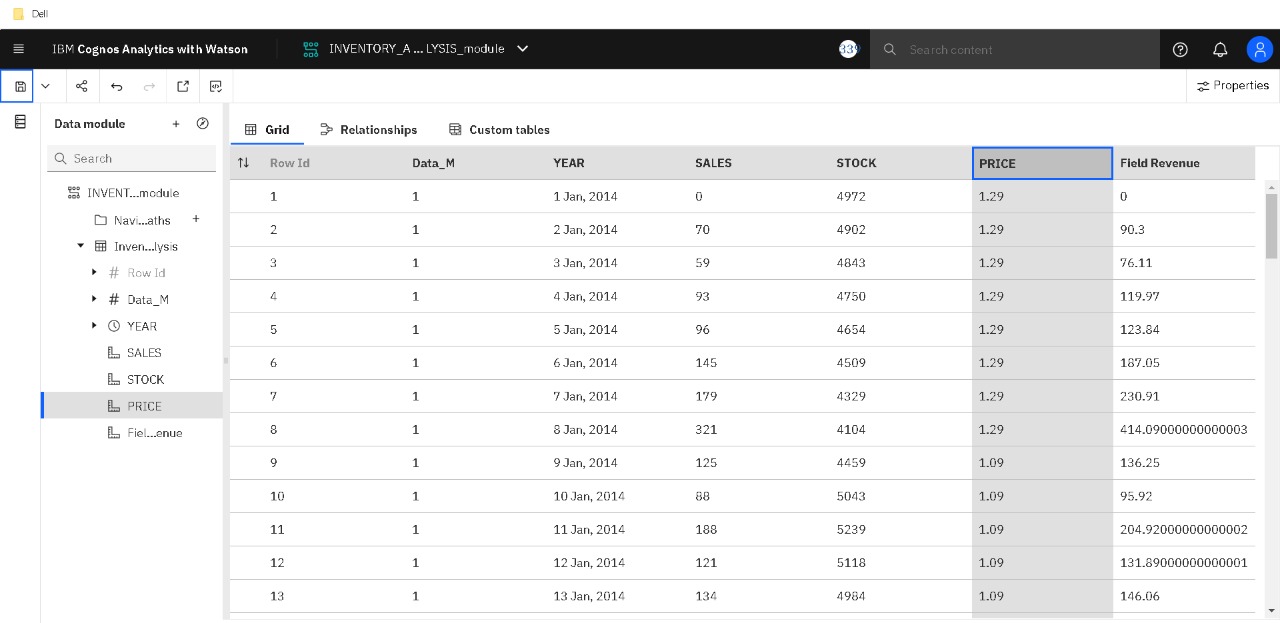 Dell
IBM Cognos Analytics with Watson INVENTORY_A ... LYSIS_module 339 Search content
Properties
Data module
Search
INVENT...module
Navi...aths
Inven...lysis
Row Id
Data_M
YEAR
SALES
STOCK
PRICE
Fiel...enue
Grid Relationships Custom tables
Row Id Data_M YEAR SALES STOCK PRICE Field Revenue
1 1 1 Jan, 2014 0 4972 1.29 0
2 1 2 Jan, 2014 70 4902 1.29 90.3
3 1 3 Jan, 2014 59 4843 1.29 76.11
4 1 4 Jan, 2014 93 4750 1.29 119.97
5 1 5 Jan, 2014 96 4654 1.29 123.84
6 1 6 Jan, 2014 145 4509 1.29 187.05
7 1 7 Jan, 2014 179 4329 1.29 230.91
8 1 8 Jan, 2014 321 4104 1.29 414.09000000000003
9 1 9 Jan, 2014 125 4459 1.09 136.25
10 1 10 Jan, 2014 88 5043 1.09 95.92
11 1 11 Jan, 2014 188 5239 1.09 204.92000000000002
12 1 12 Jan, 2014 121 5118 1.09 131.89000000000001
13 1 13 Jan, 2014 134 4984 1.09 146.06